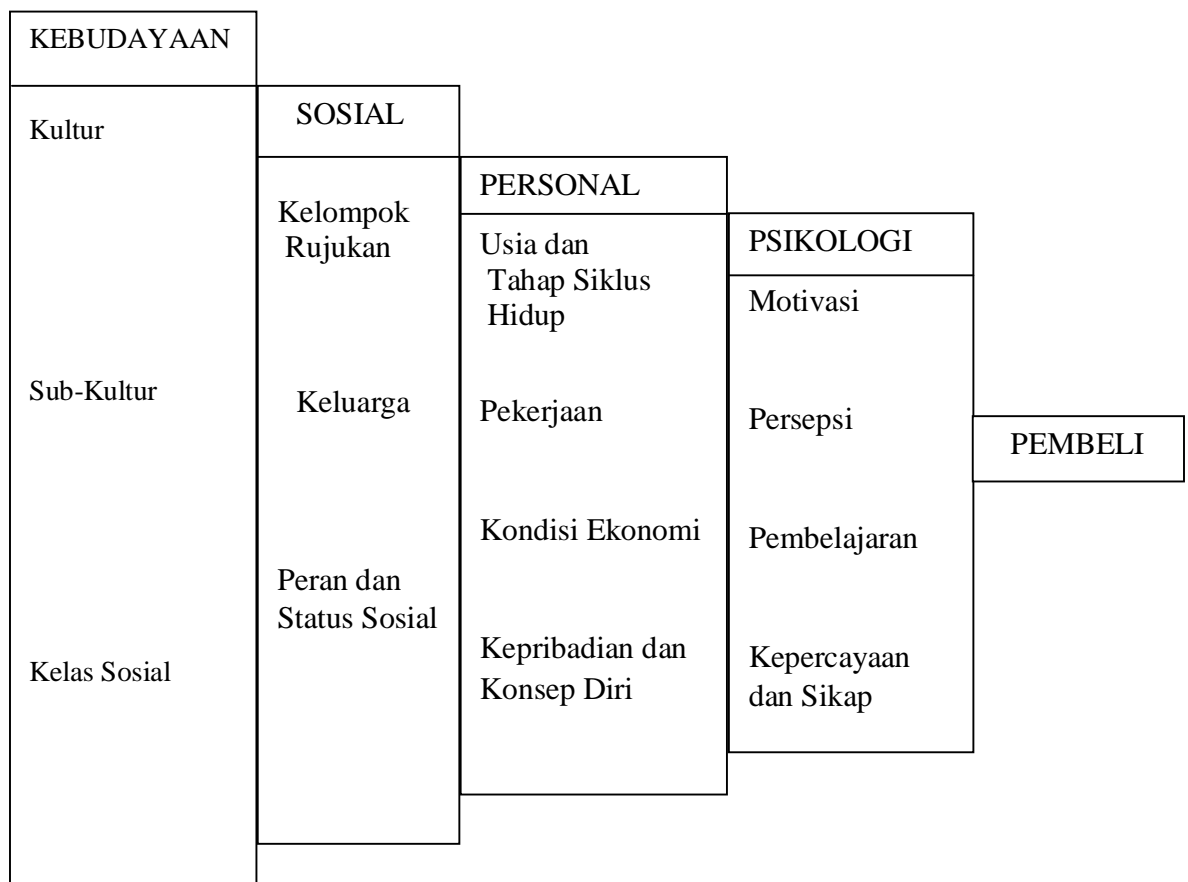 KEBUDAYAAN
Kultur
Sub-Kultur
Kelas Sosial
SOSIAL
Kelompok
Rujukan
Keluarga
Peran dan
Status Sosial
PERSONAL
Usia dan
Tahap Siklus
Hidup
Pekerjaan
Kondisi Ekonomi
Kepribadian dan
Konsep Diri
PSIKOLOGI
Motivasi
Persepsi
Pembelajaran
Kepercayaan
dan Sikap
PEMBELI